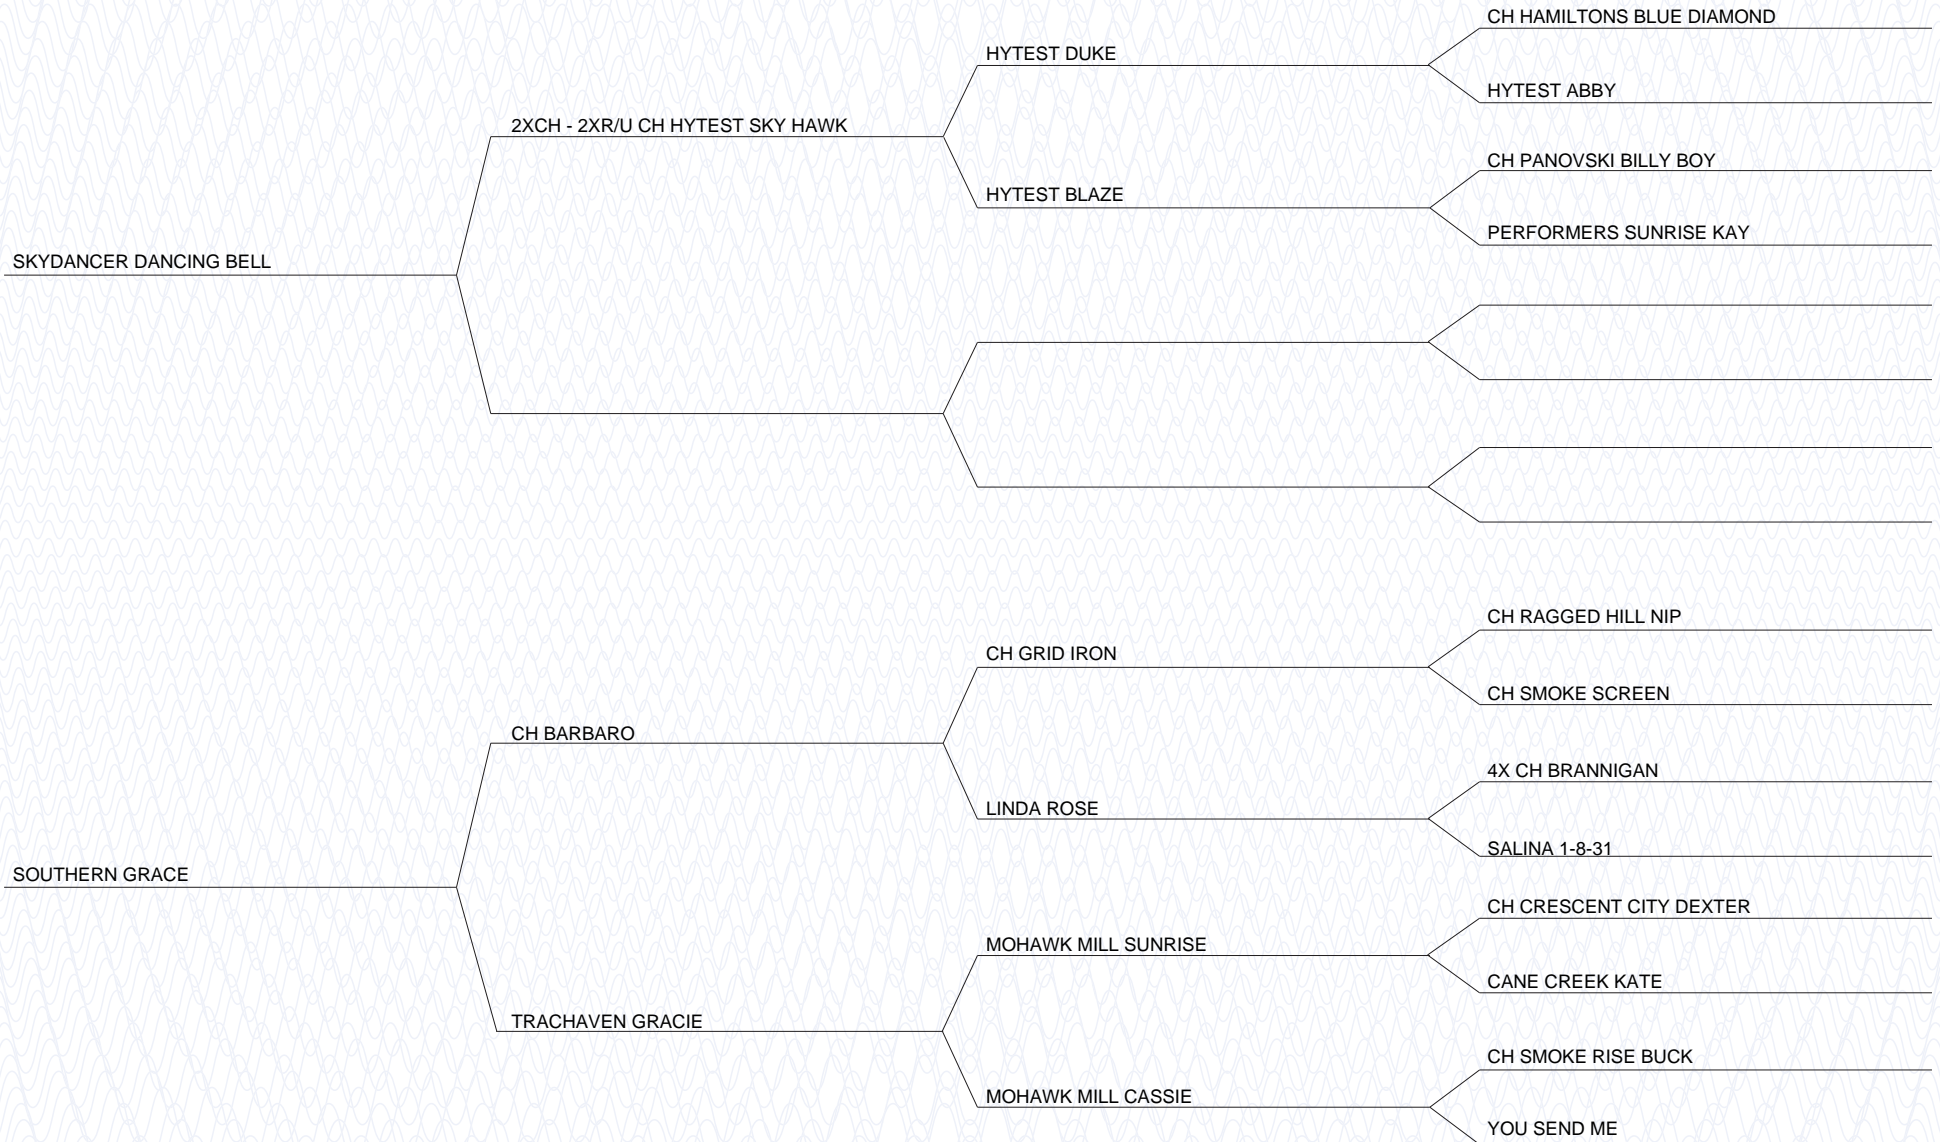 CH HAMILTONS BLUE DIAMOND
HYTEST DUKE
HYTEST ABBY
2XCH - 2XR/U CH HYTEST SKY HAWK
CH PANOVSKI BILLY BOY
HYTEST BLAZE
PERFORMERS SUNRISE KAY
SKYDANCER DANCING BELL
CH RAGGED HILL NIP
CH GRID IRON
CH SMOKE SCREEN
CH BARBARO
4X CH BRANNIGAN
LINDA ROSE
SALINA 1-8-31
SOUTHERN GRACE
CH CRESCENT CITY DEXTER
MOHAWK MILL SUNRISE
CANE CREEK KATE
TRACHAVEN GRACIE
CH SMOKE RISE BUCK
MOHAWK MILL CASSIE
YOU SEND ME